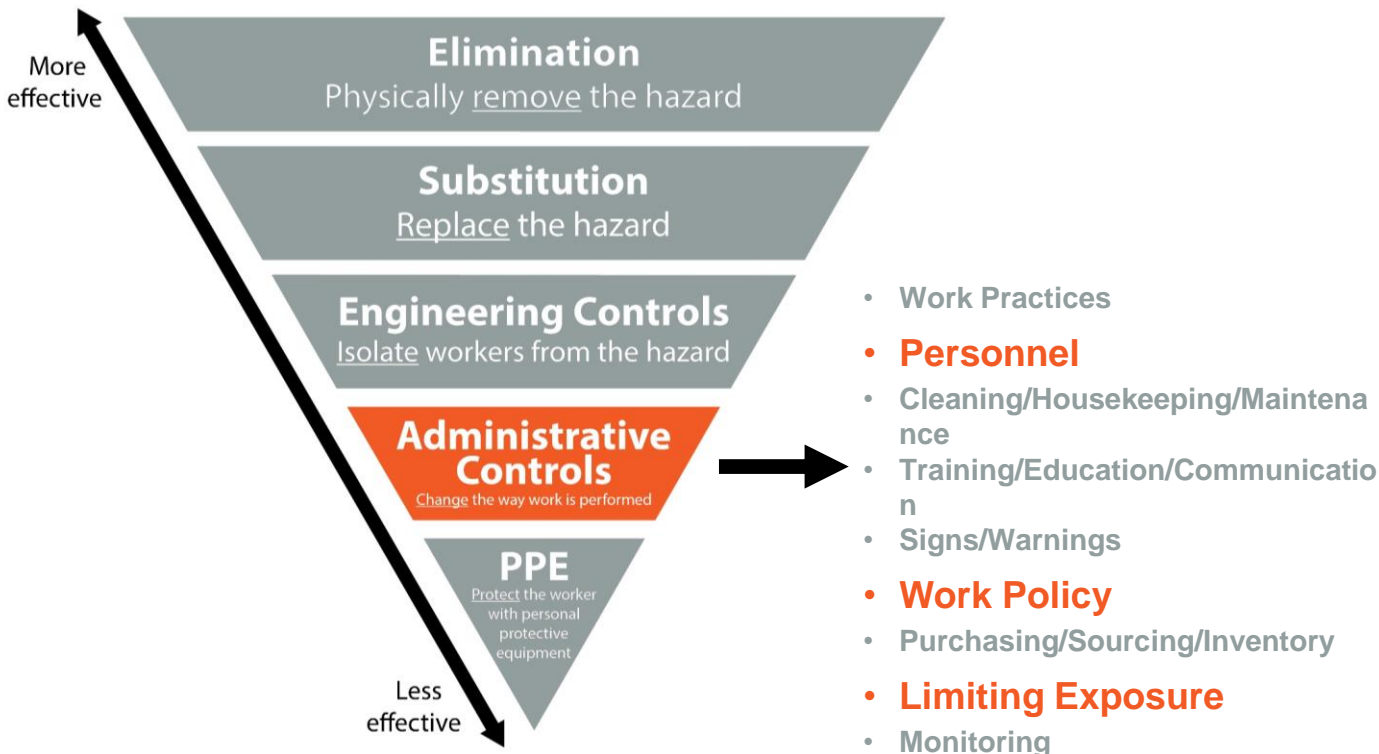 More
effective
Elimination
Physically remove the hazard
Substitution
Replace the hazard
Engineering Controls
Isolate workers from the hazard
Administrative
Controls
Change the way work is performed
PPE
Protect the worker
with personal
protective
equipment
Less
effective
• Work Practices
• Personnel
• Cleaning/Housekeeping/Maintena
nce
• Training/Education/Communicatio
n
• Signs/Warnings
• Work Policy
• Purchasing/Sourcing/Inventory
• Limiting Exposure
• Monitoring